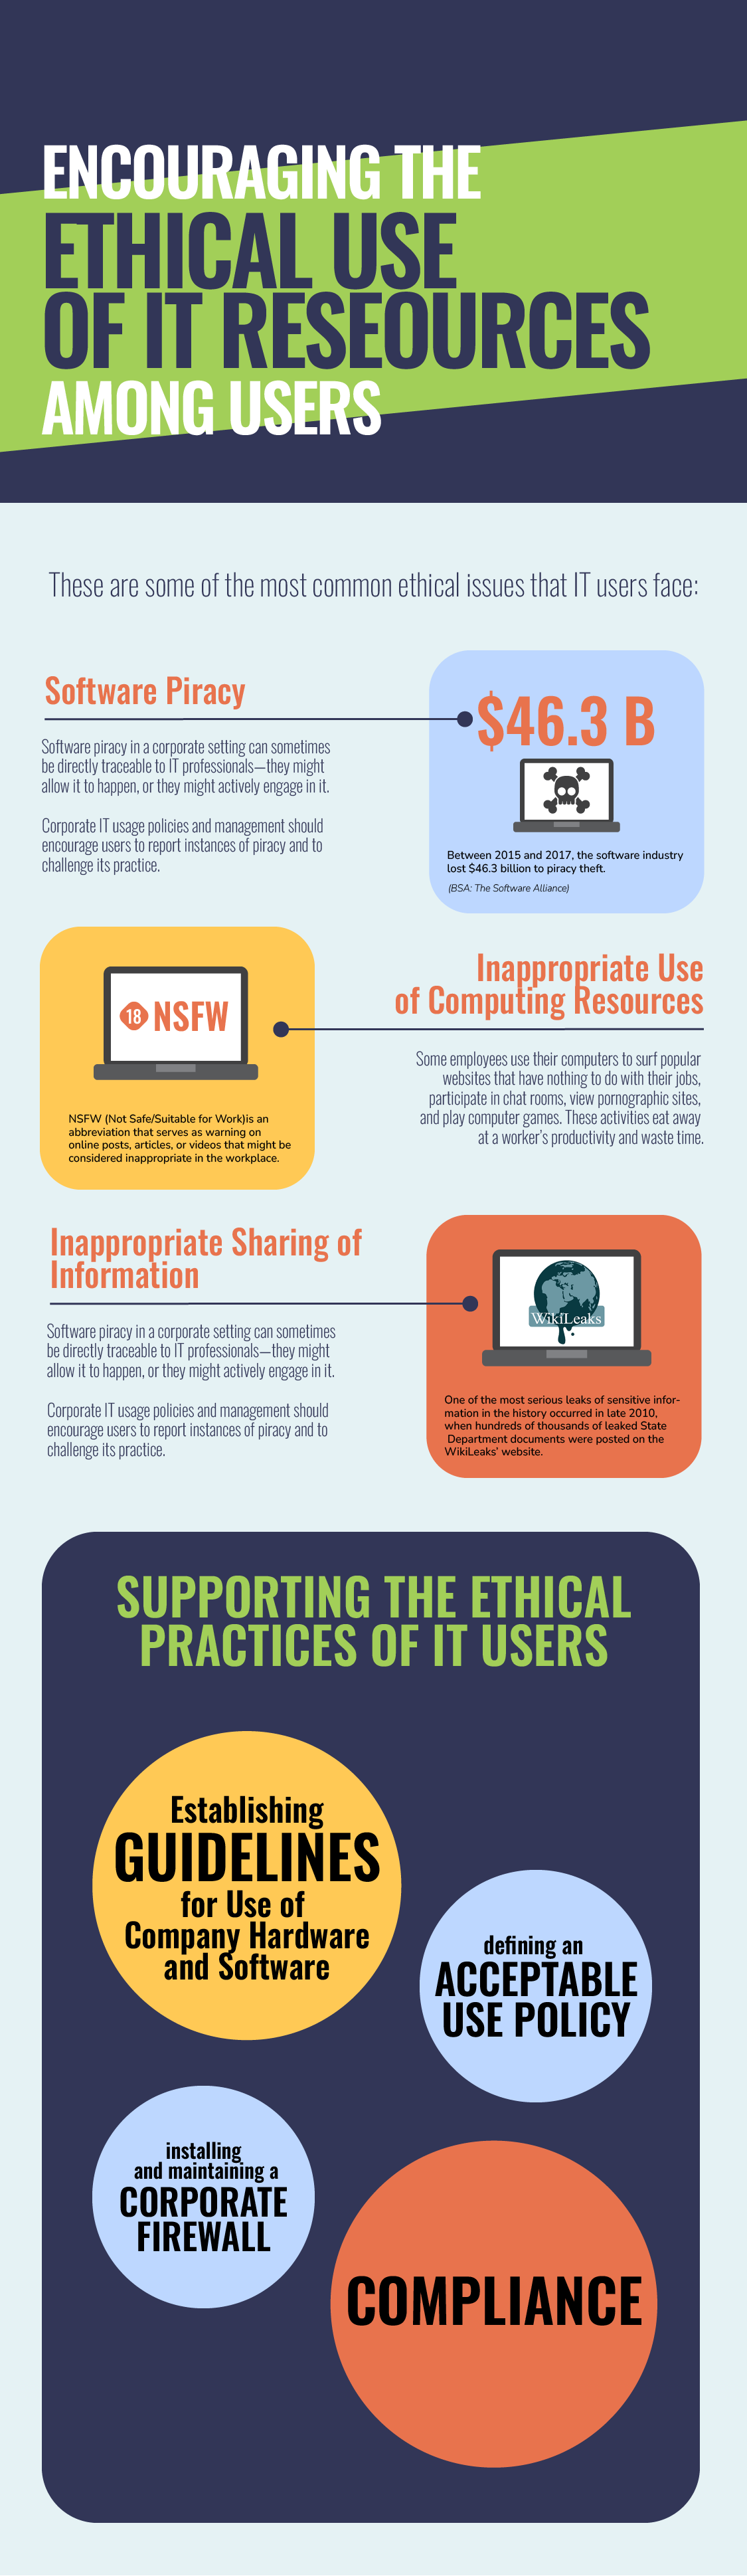 ENCOURAGING THE
ETHICAL USE
OF IT RESEOURCES
AMONG USERS
These are some of the most common ethical issues that IT users face:
Software Piracy
Software piracy in a corporate setting can sometimes
be directly traceable to IT professionals—they might
allow it to happen, or they might actively engage in it.
Corporate IT usage policies and management should
encourage users to report instances of piracy and to
challenge its practice.
$46.3 B
Between 2015 and 2017, the software industry
lost $46.3 billion to piracy theft.
(BSA: The Software Alliance)
18 NSFW
NSFW (Not Safe/Suitable for Work)is an
abbreviation that serves as warning on
online posts, articles, or videos that might be
considered inappropriate in the workplace.
Inappropriate Use
of Computing Resources
Some employees use their computers to surf popular
websites that have nothing to do with their jobs,
participate in chat rooms, view pornographic sites,
and play computer games. These activities eat away
at a worker's productivity and waste time.
Inappropriate Sharing of
Information
Software piracy in a corporate setting can sometimes
be directly traceable to IT professionals—they might
allow it to happen, or they might actively engage in it.
Corporate IT usage policies and management should
encourage users to report instances of piracy and to
challenge its practice.
WikiLeaks
One of the most serious leaks of sensitive infor-
mation in the history occurred in late 2010,
when hundreds of thousands of leaked State
Department documents were posted on the
WikiLeaks' website.
SUPPORTING THE ETHICAL
PRACTICES OF IT USERS
Establishing
GUIDELINES
for Use of
Company Hardware
and Software
defining an
ACCEPTABLE
USE POLICY
installing
and maintaining a
CORPORATE
FIREWALL
COMPLIANCE